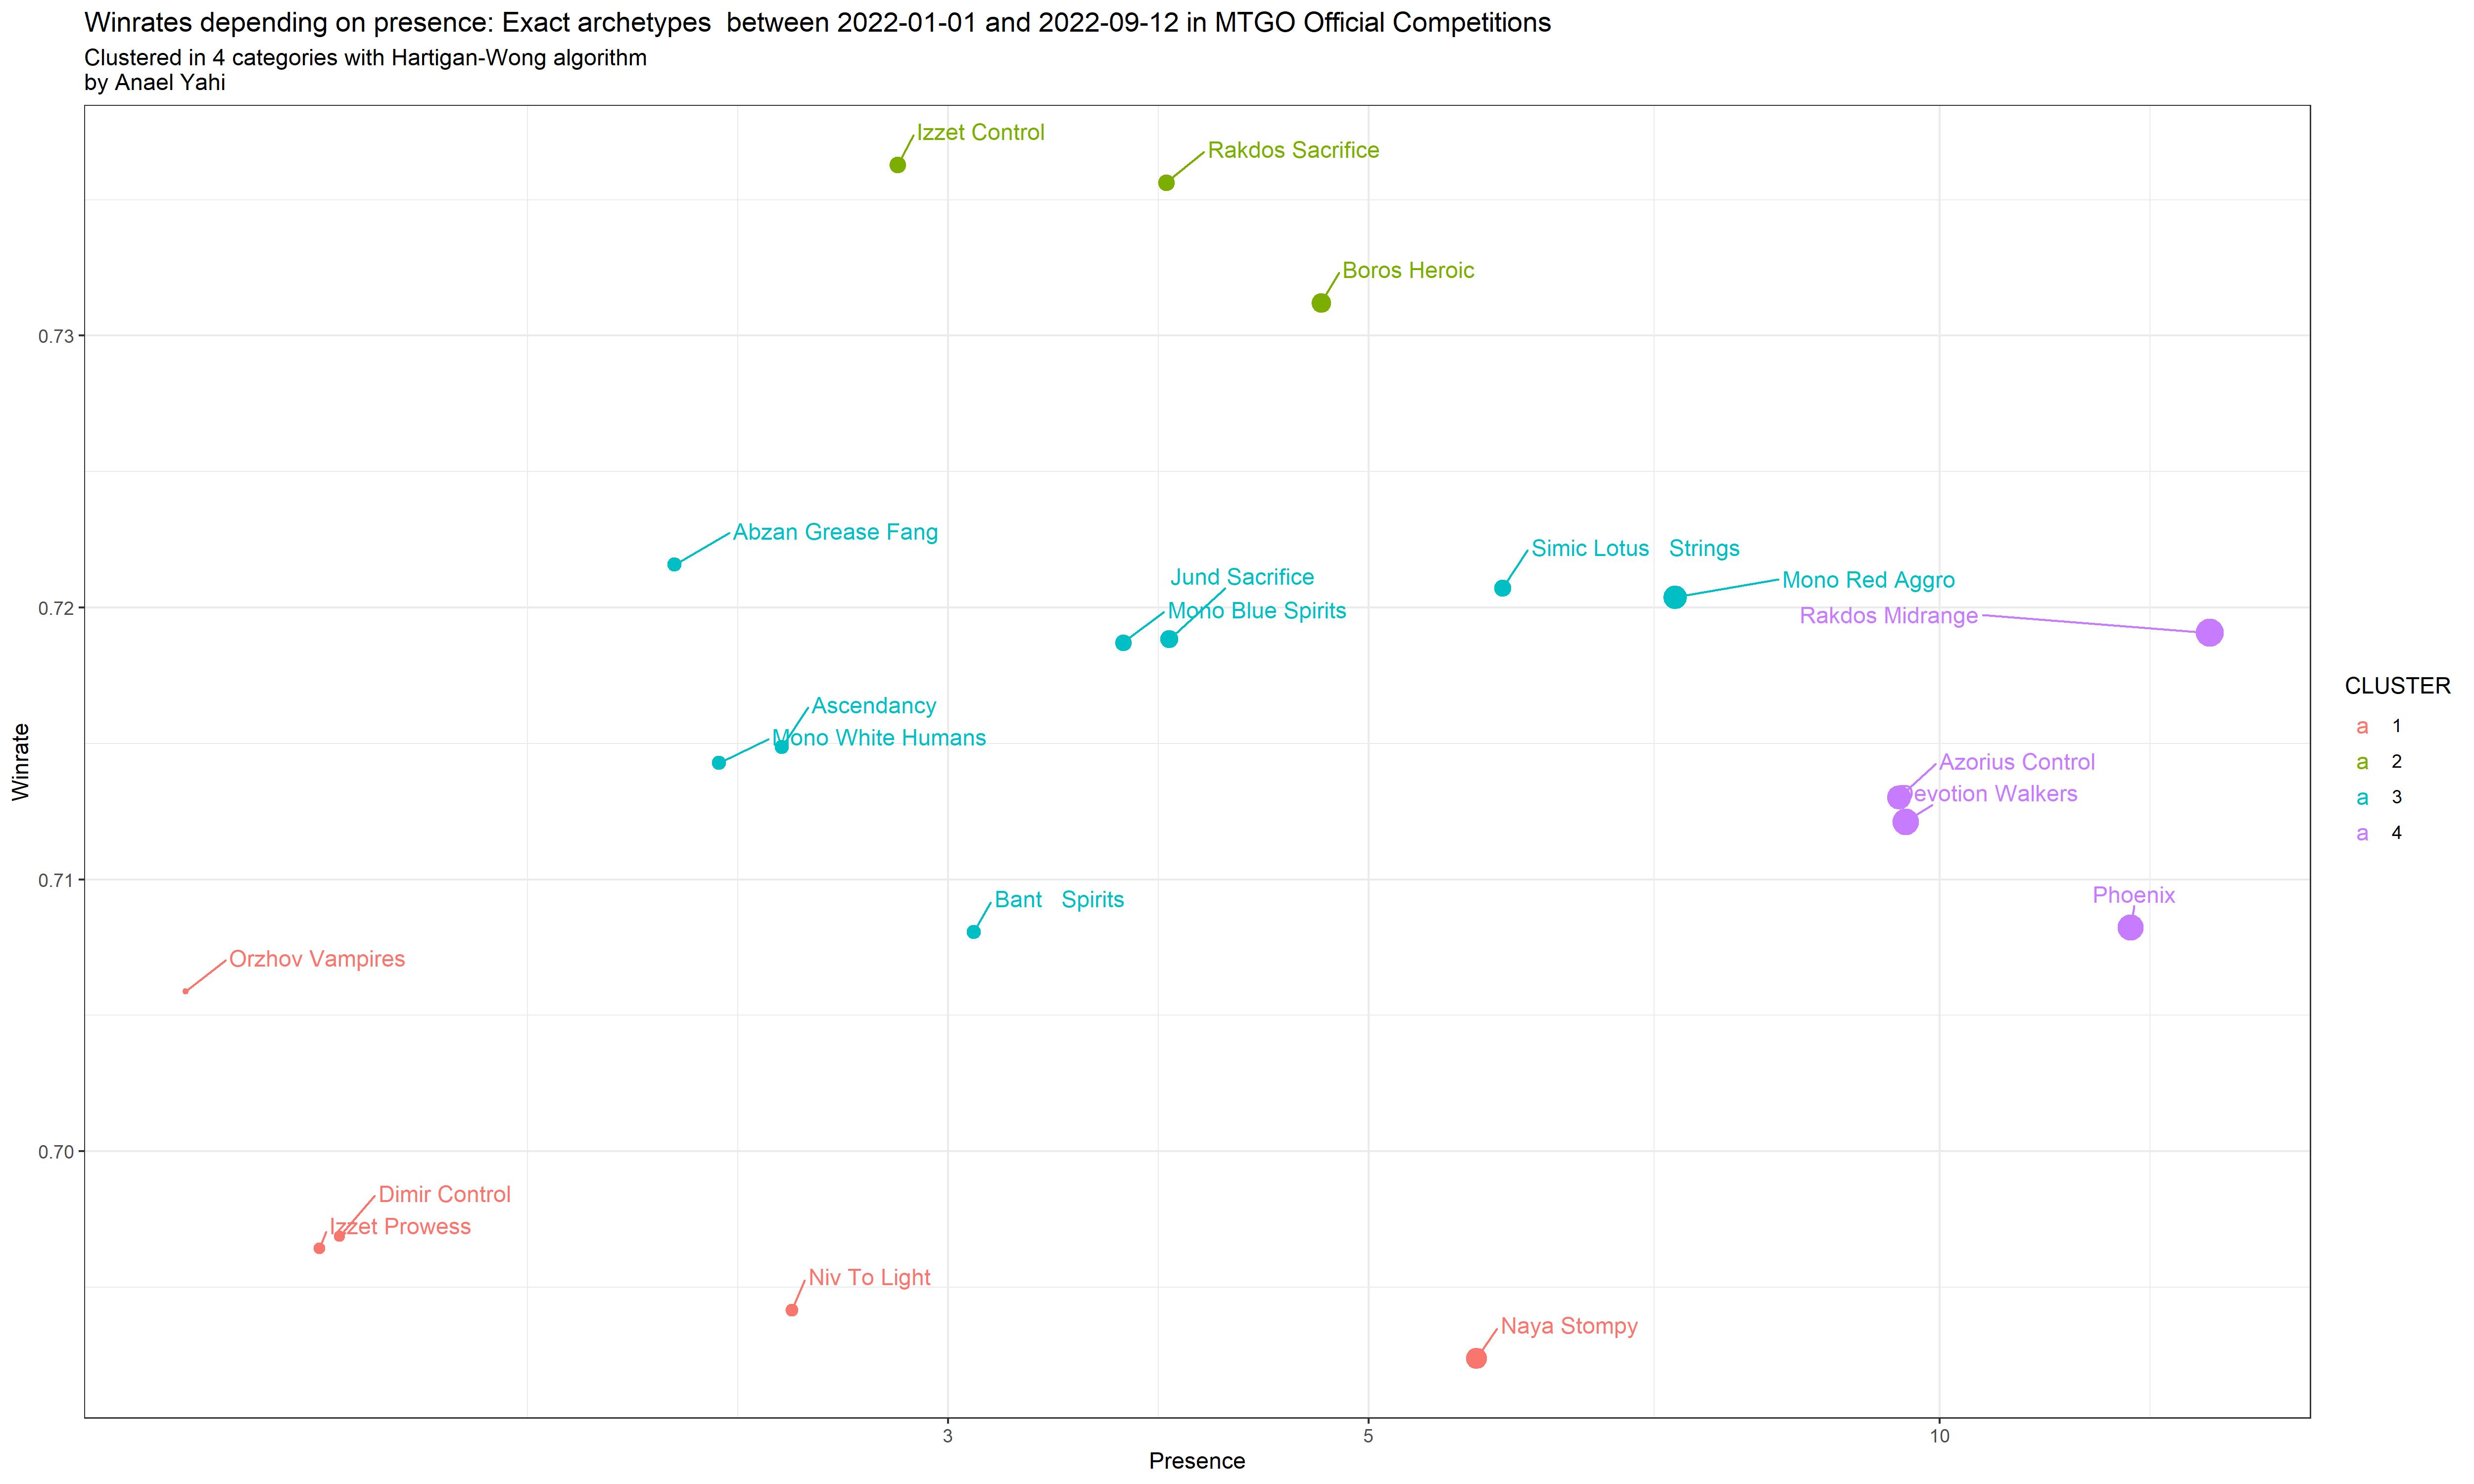 Winrates depending on presence: Exact archetypes  between 2022-01-01 and 2022-09-12 in MTGO Official Competitions
Clustered in 4 categories with Hartigan-Wong algorithm
by Anael Yahi
Izzet Control
Rakdos Sacrifice
Boros Heroic
0.73
Abzan Grease Fang
Simic Lotus   Strings
Jund Sacrifice
Mono Red Aggro
Mono Blue Spirits
0.72
Rakdos Midrange
CLUSTER
Ascendancy
a 1
Mono White Humans
Winrate
Azorius Control
a 2
Devotion Walkers
a 3
a 4
0.71
Phoenix
Bant   Spirits
Orzhov Vampires
0.70
Dimir Control
Izzet Prowess
Niv To Light
Naya Stompy
3 5 10
Presence